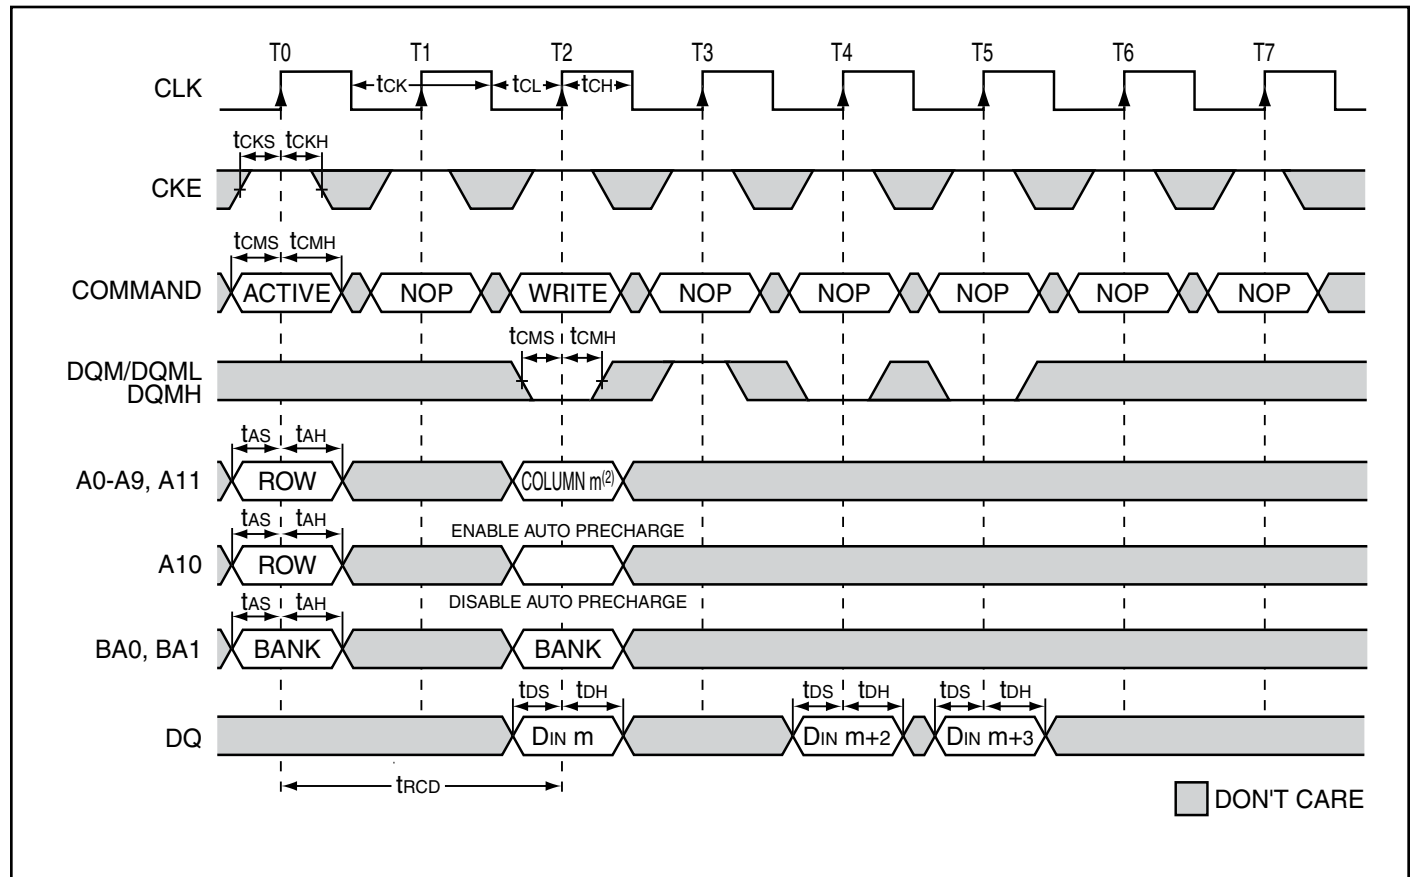 T0 T1 T2 T3 T4 T5 T6 T7
CLK tCK tCL tCH
tCKS tCKH
CKE
tCMS tCMH
COMMAND ACTIVE NOP WRITE NOP NOP NOP NOP NOP
tCMS tCMH
DQM/DQML
DQMH
tAS tAH
A0-A9, A11 ROW COLUMN m(2)
tAS tAH ENABLE AUTO PRECHARGE
A10 ROW
tAS tAH DISABLE AUTO PRECHARGE
BA0, BA1 BANK BANK
tDS tDH tDS tDH tDS tDH
DQ DIN m DIN m+2 DIN m+3
tRCD
DON'T CARE